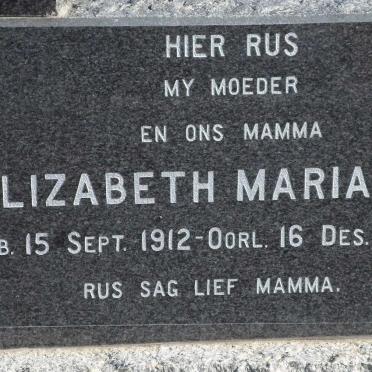 HIER RUS
MY MOEDER
EN ONS MAMMA
LIZABETH MARIA
B. 15 SEPT. 1912-OORL. 16 DES.
RUS SAG LIEF MAMMA.